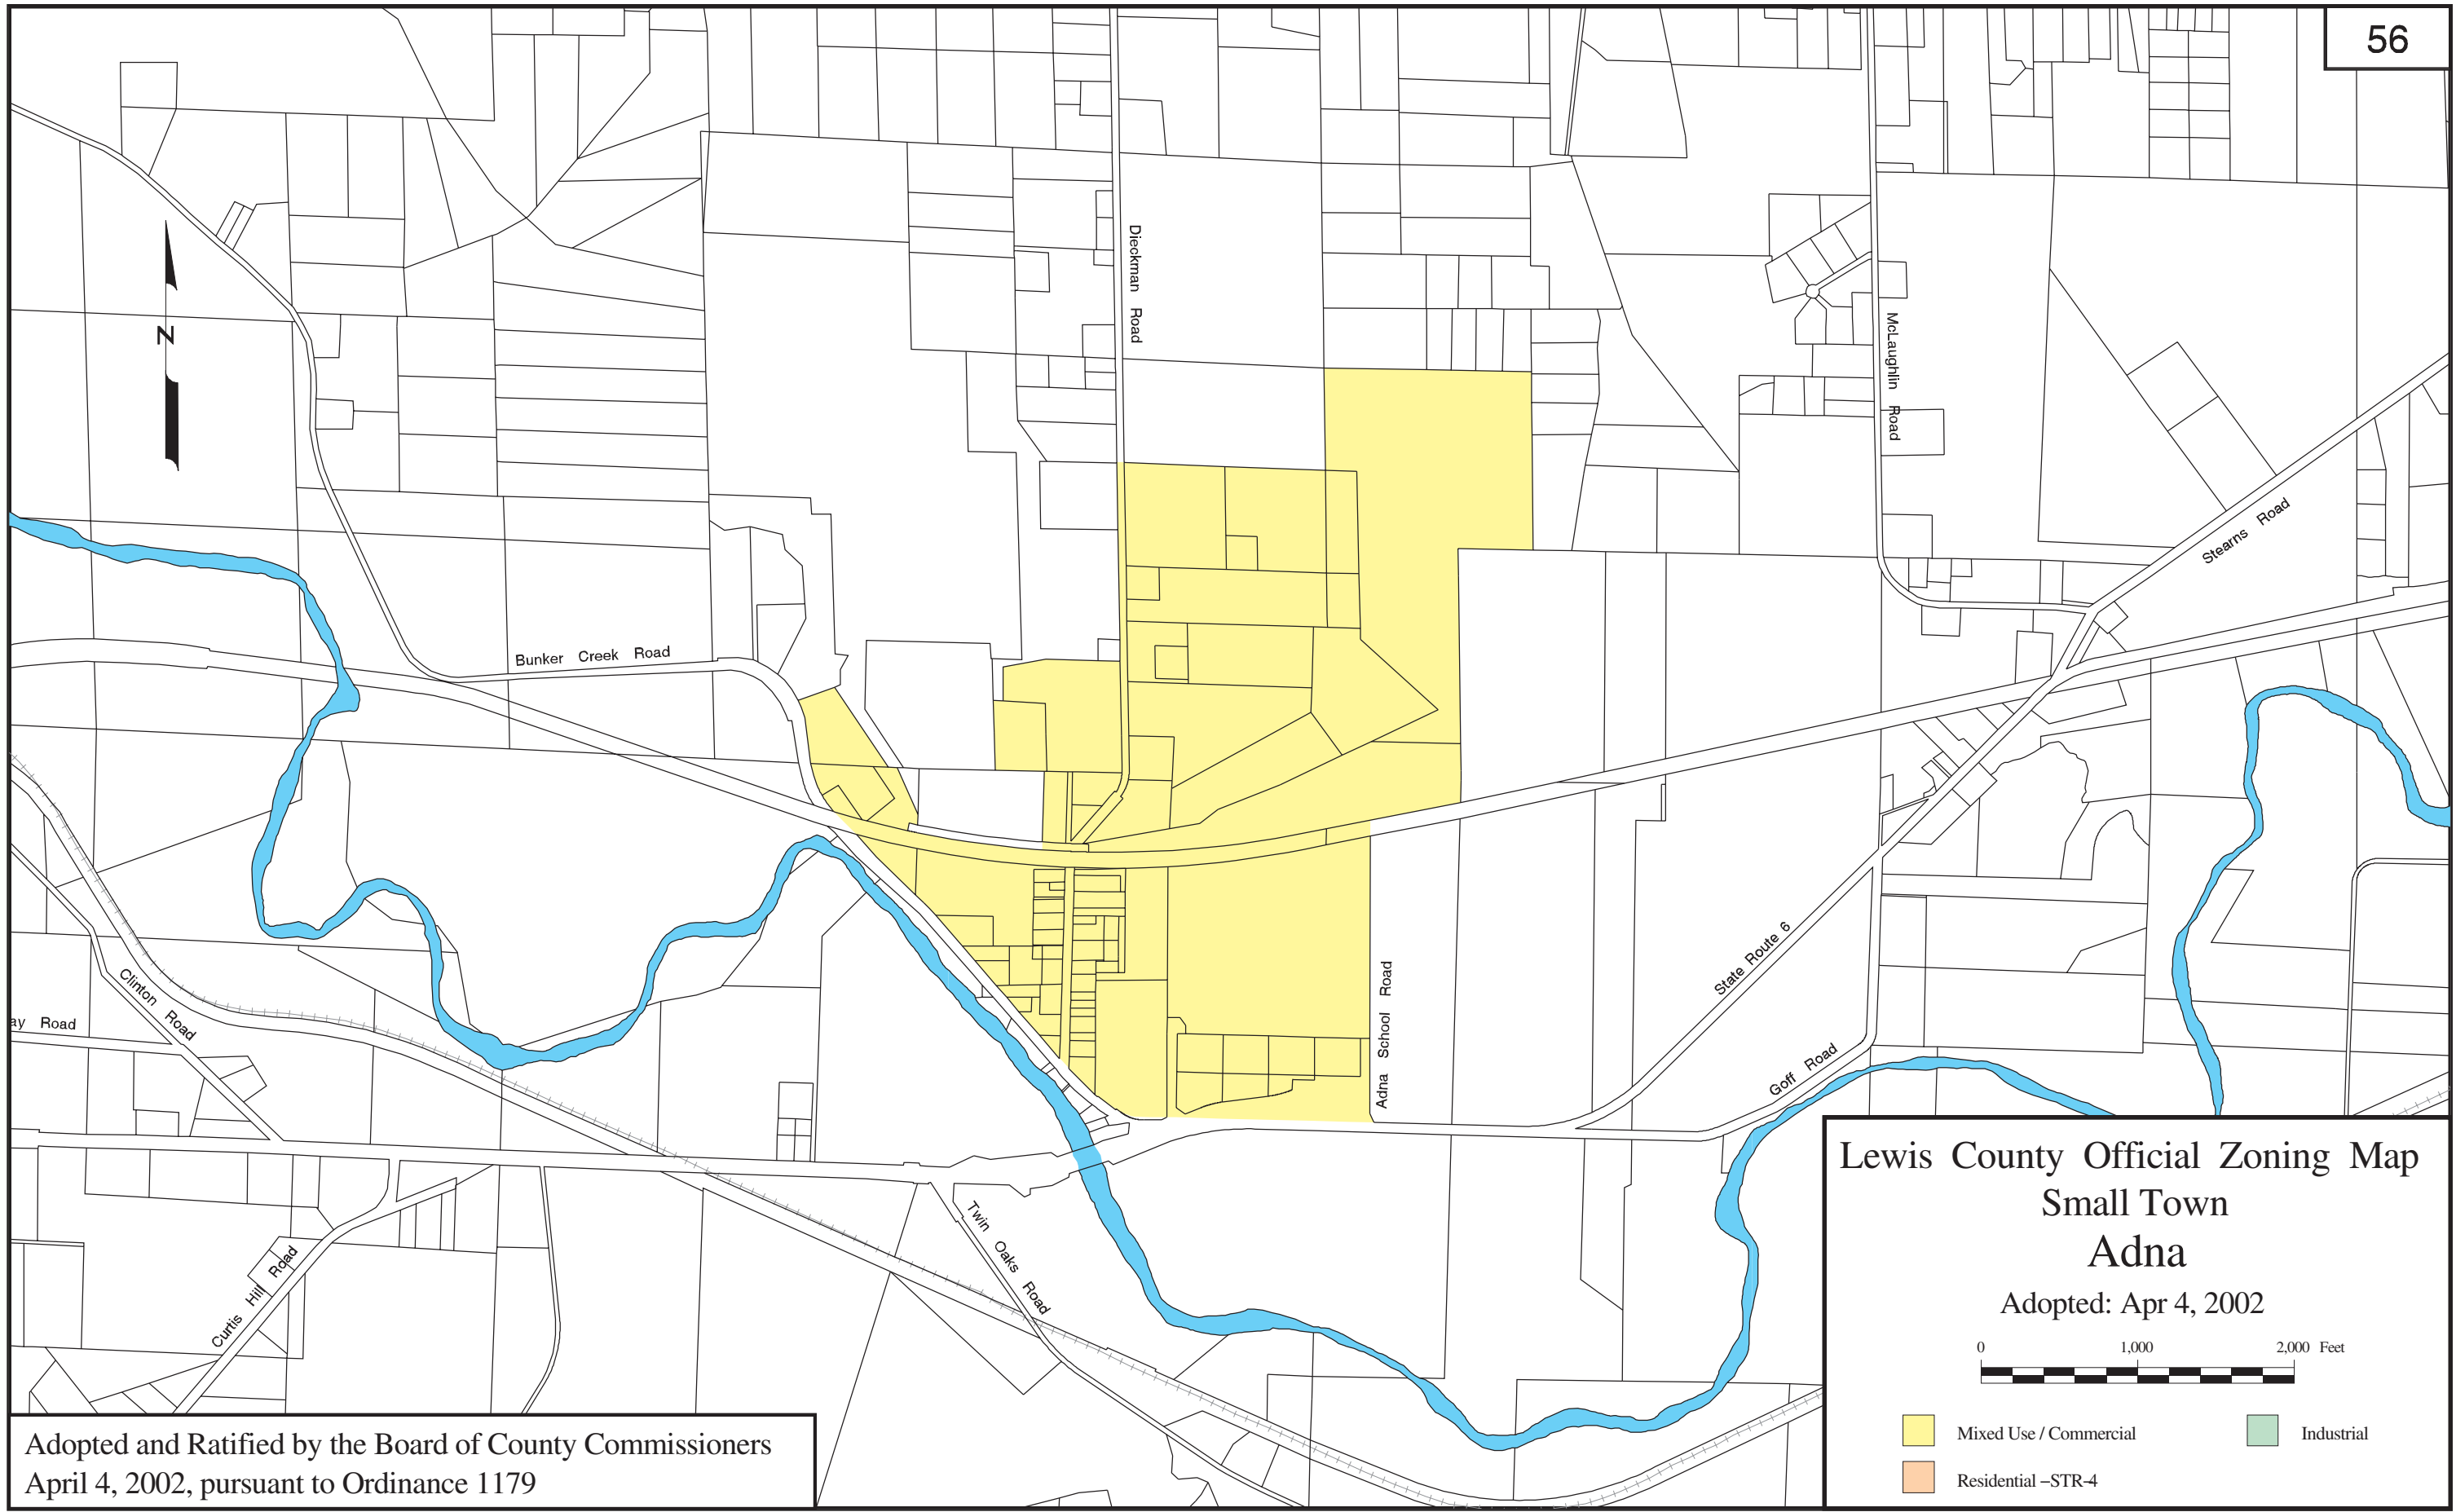 56
Dieckman Road
McLaughlin Road
N
Stearns Road
Bunker Creek Road
State Route 6
Adna School Road
Clinton Road
ay Road
Goff Road
Twin Oaks Road
Curtis Hill Road
Lewis County Official Zoning Map
Small Town
Adna
Adopted: Apr 4, 2002
0 1,000 2,000 Feet
Mixed Use / Commercial
Industrial
Residential –STR-4
Adopted and Ratified by the Board of County Commissioners
April 4, 2002, pursuant to Ordinance 1179